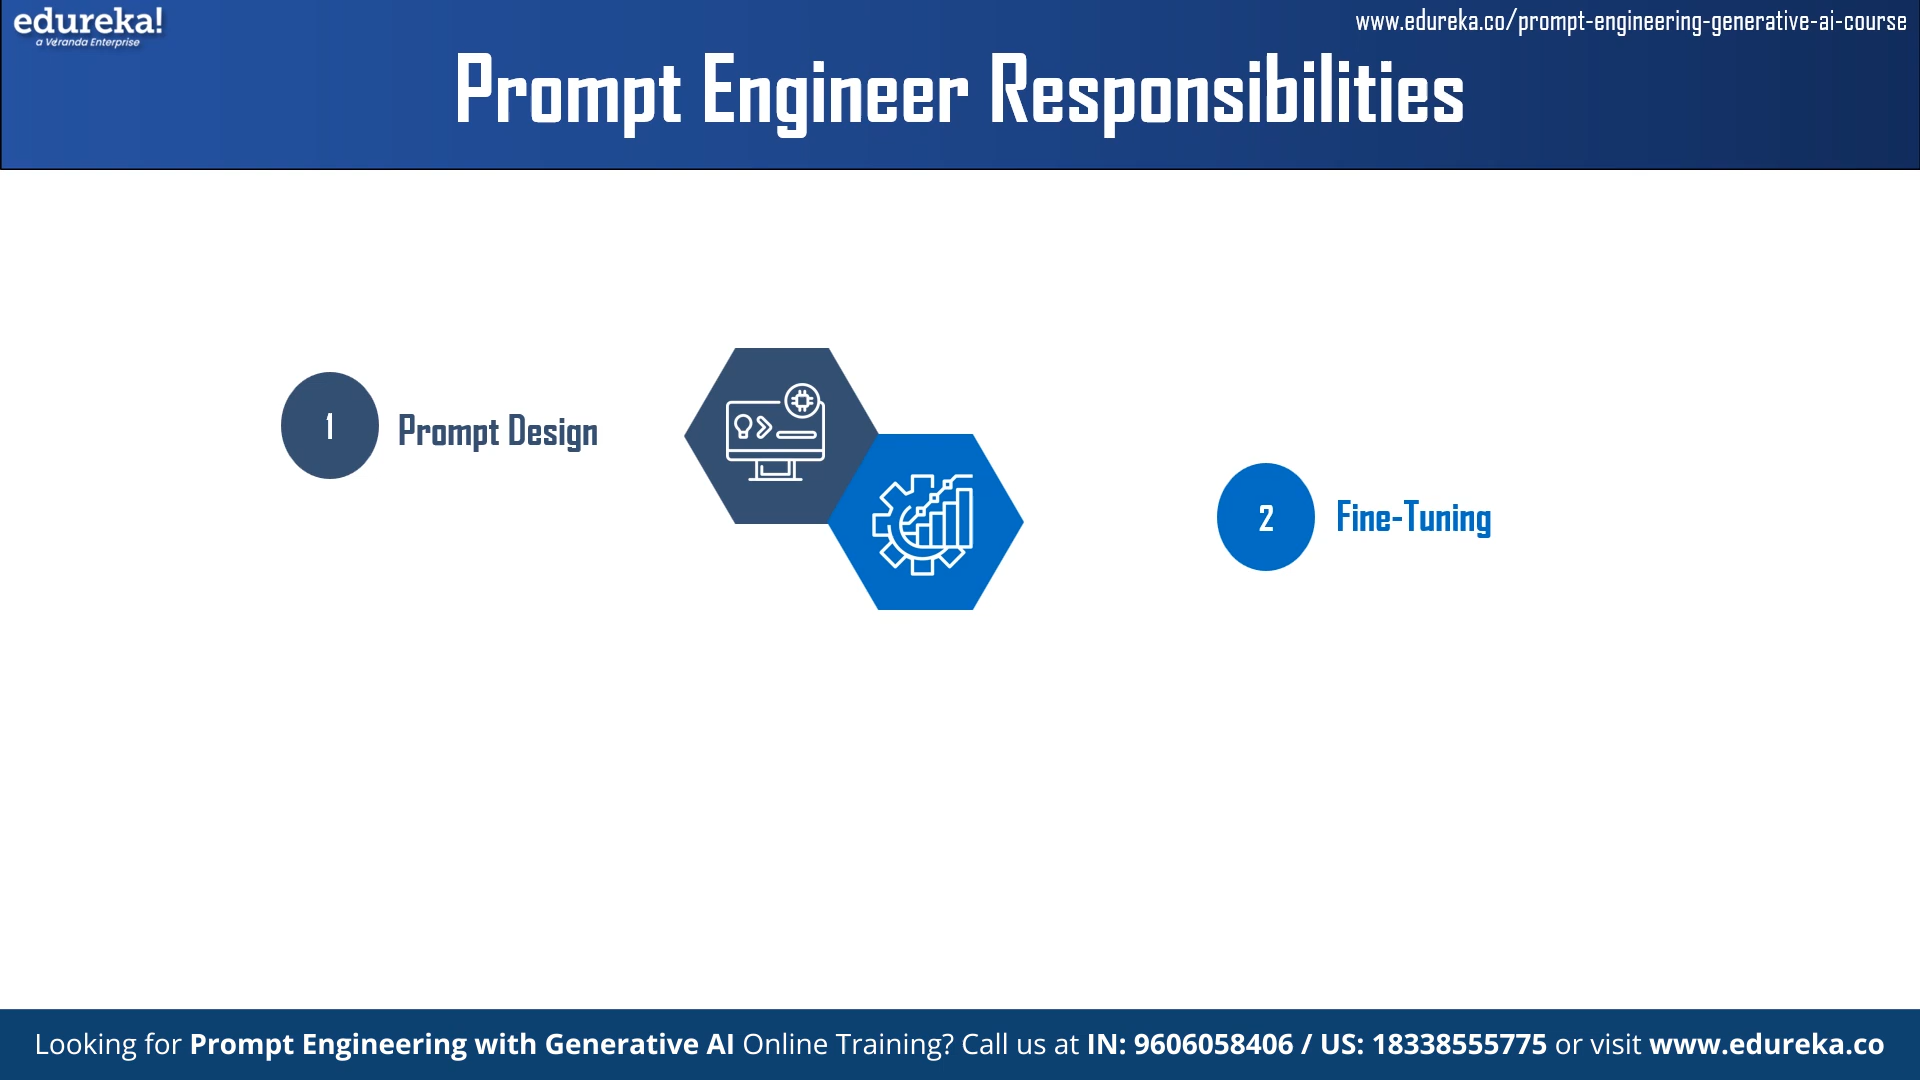 edureka!
a Veranda Enterprise
www.edureka.co/prompt-engineering-generative-ai-course
Prompt Engineer Responsibilities
1
Prompt Design
2
Fine-Tuning
Looking for Prompt Engineering with Generative AI Online Training? Call us at IN: 9606058406 / US: 18338555775 or visit www.edureka.co